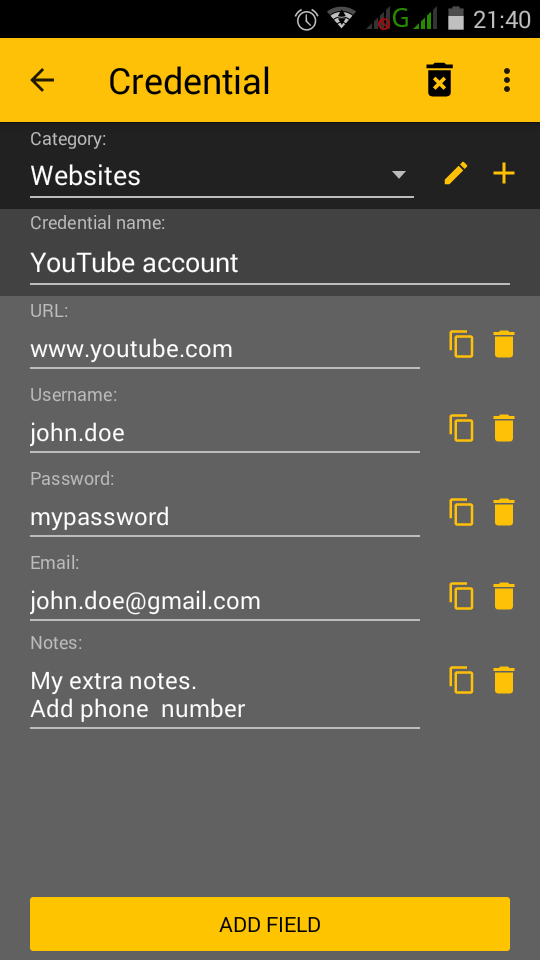 G 21:40
Credential
Category:
Websites
Credential name:
YouTube account
URL:
www.youtube.com
Username:
john.doe
Password:
mypassword
Email:
john.doe@gmail.com
Notes:
My extra notes.
Add phone  number
ADD FIELD